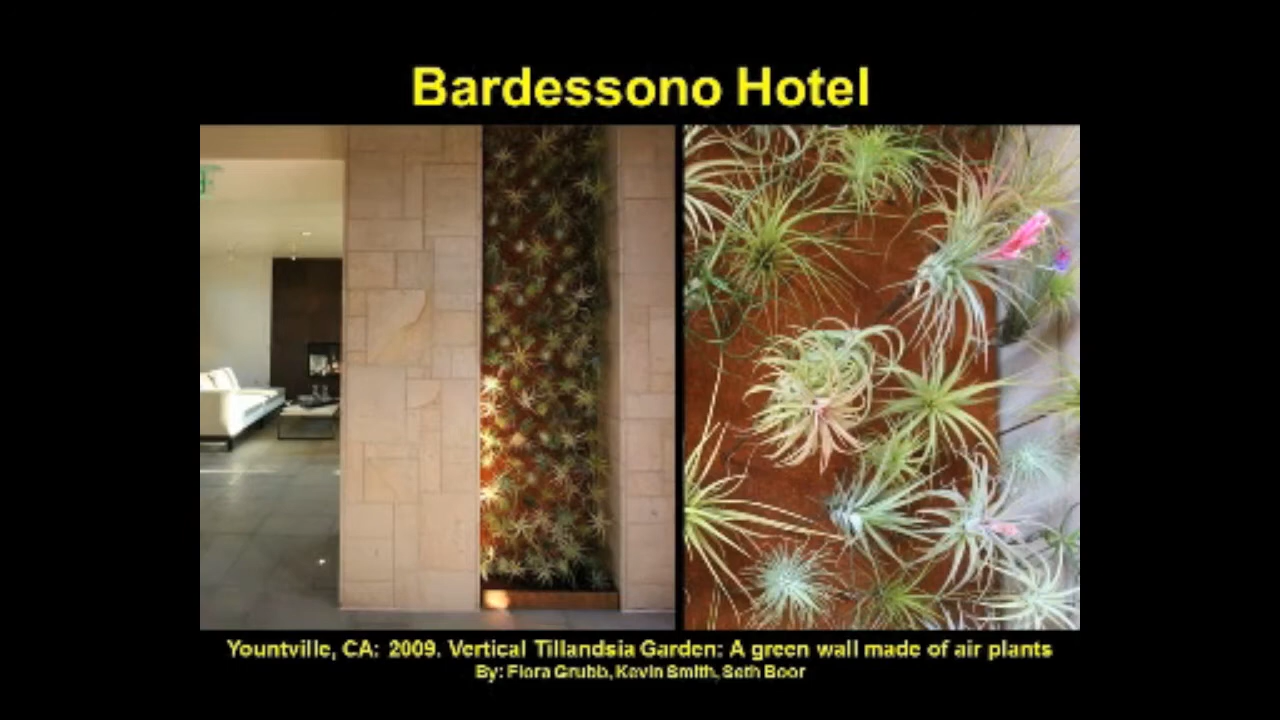 Bardessono Hotel
Yountville, CA: 2009. Vertical Tillandsia Garden: A green wall made of air plants
By: Flora Grubb, Kevin Smith, Seth Boor